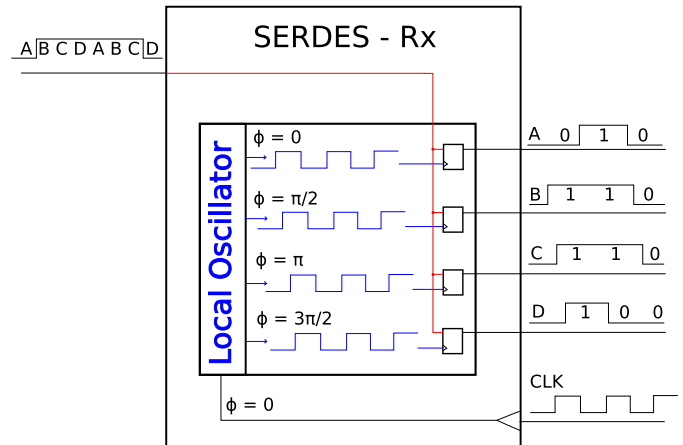 SERDES - Rx
A B C D A B C D
Local Oscillator
ϕ = 0
ϕ = π/2
ϕ = π
ϕ = 3π/2
ϕ = 0
A 0 1 0
B 1 1 0
C 1 1 0
D 1 0 0
CLK